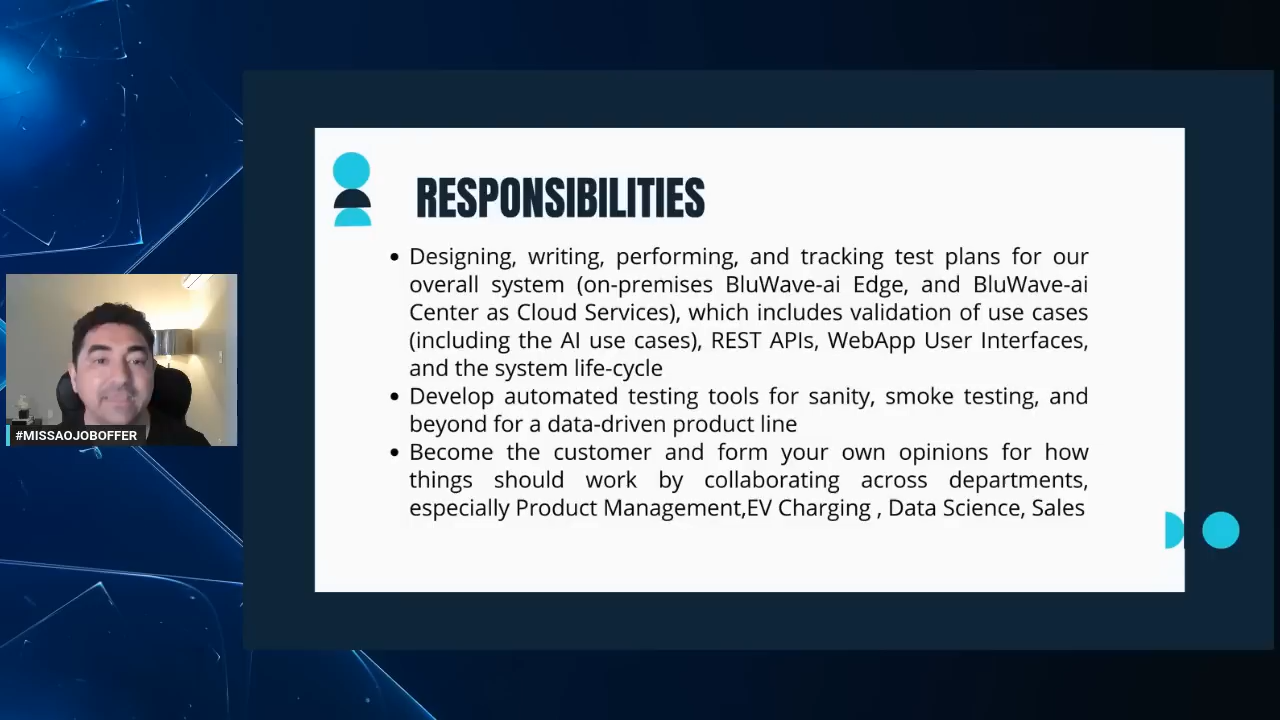 RESPONSIBILITIES
• Designing, writing, performing, and tracking test plans for our
overall system (on-premises BluWave-ai Edge, and BluWave-ai
Center as Cloud Services), which includes validation of use cases
(including the AI use cases), REST APIs, WebApp User Interfaces,
and the system life-cycle
• Develop automated testing tools for sanity, smoke testing, and
beyond for a data-driven product line
• Become the customer and form your own opinions for how
things should work by collaborating across departments,
especially Product Management,EV Charging , Data Science, Sales
#MISSAOJOBOFFER